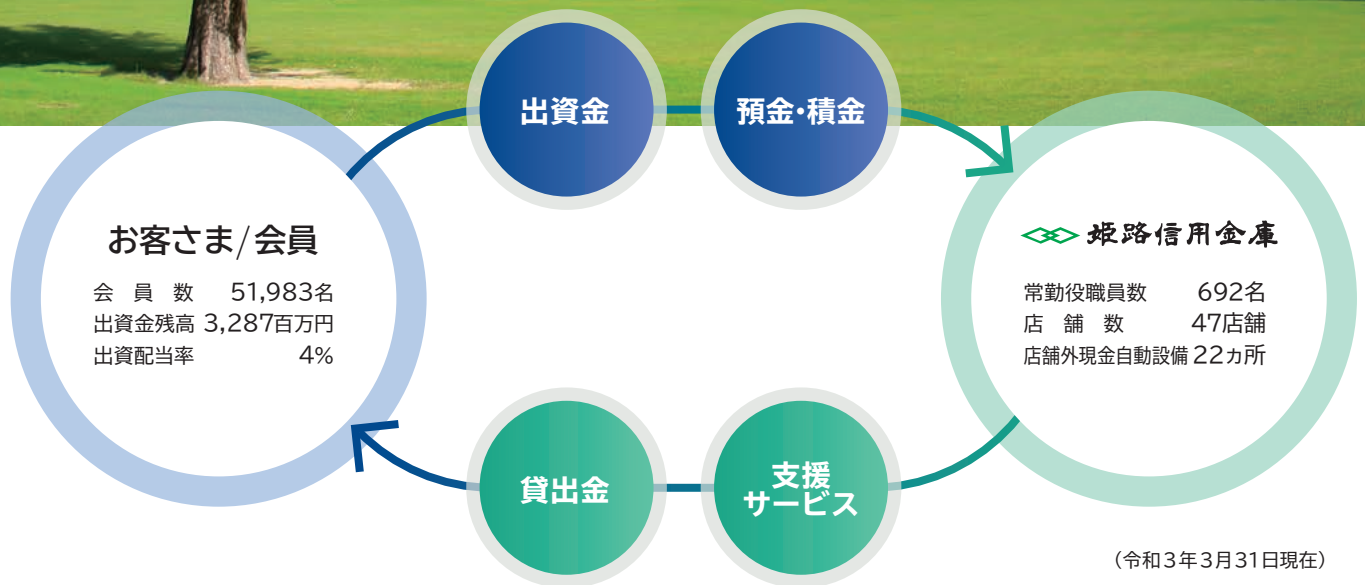 出資金
預金・積金
お客さま/会員
会員数 51,983名
出資金残高 3,287百万円
出資配当率 4%
姫路信用金庫
常勤役職員数 692名
店舗数 47店舗
店舗外現金自動設備 22ヵ所
貸出金
支援
サービス
(令和3年3月31日現在)